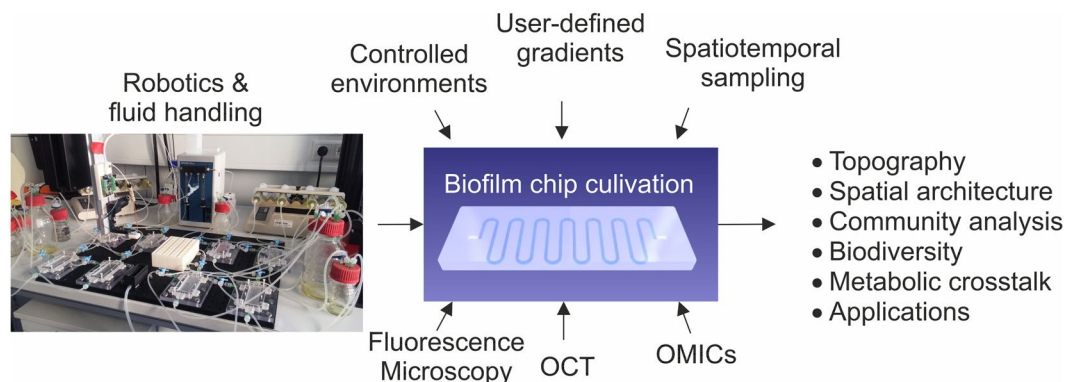 Robotics &
fluid handling
Controlled
environments
User-defined
gradients
Spatiotemporal
sampling
Biofilm chip culivation
Fluorescence
Microscopy
OCT
OMICs
• Topography
• Spatial architecture
• Community analysis
• Biodiversity
• Metabolic crosstalk
• Applications